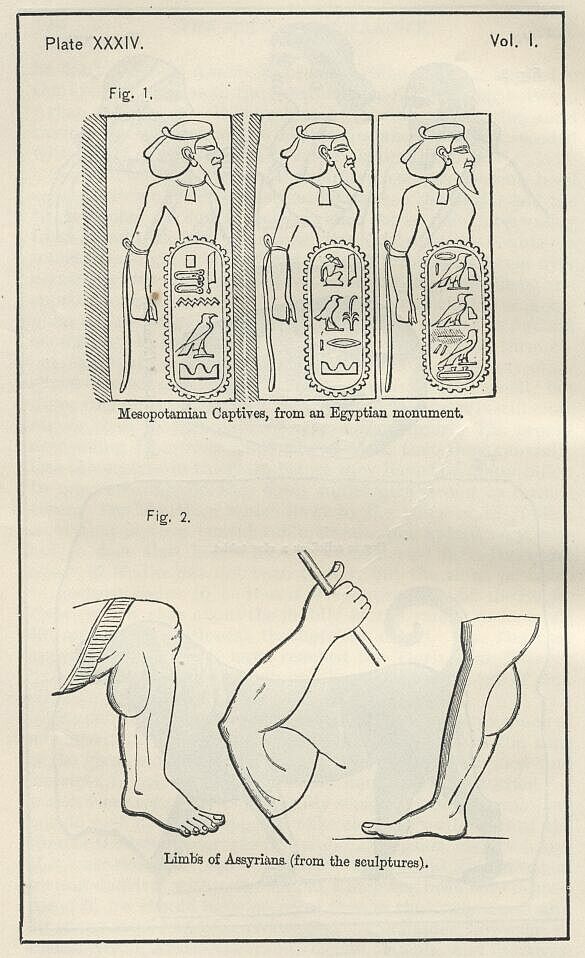 Plate XXXIV. Vol. I.
Fig. 1.
Mesopotamian Captives, from an Egyptian monument.
Fig. 2.
Limbs of Assyrians (from the sculptures).